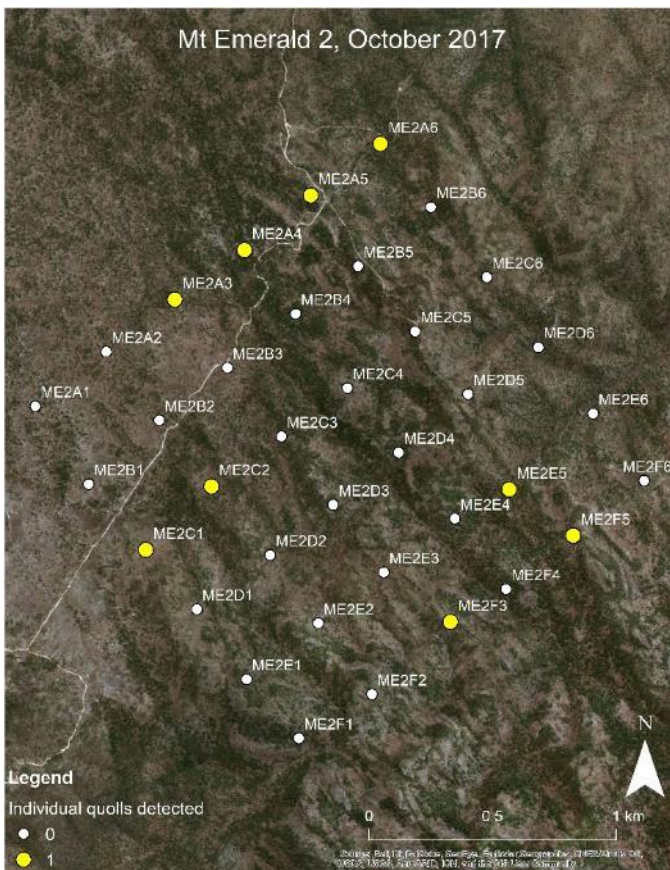 Mt Emerald 2, October 2017
ME2A6
ME2A5
ME2B6
ME2A4
ME2B5
ME2C6
ME2A3
ME2B4
ME2C5
ME2A2
ME2D6
ME2B3
ME2C4
ME2D5
ME2A1
ME2E6
ME2B2
ME2C3
ME2D4
ME2B1
ME2C2
ME2E5
ME2F6
ME2D3
ME2E4
ME2F5
ME2C1
ME2D2
ME2E3
ME2F4
ME2D1
ME2E2
ME2F3
ME2E1
ME2F2
ME2F1
N
Legend
Individual quolls detected
0
1
0 0.5 1 km